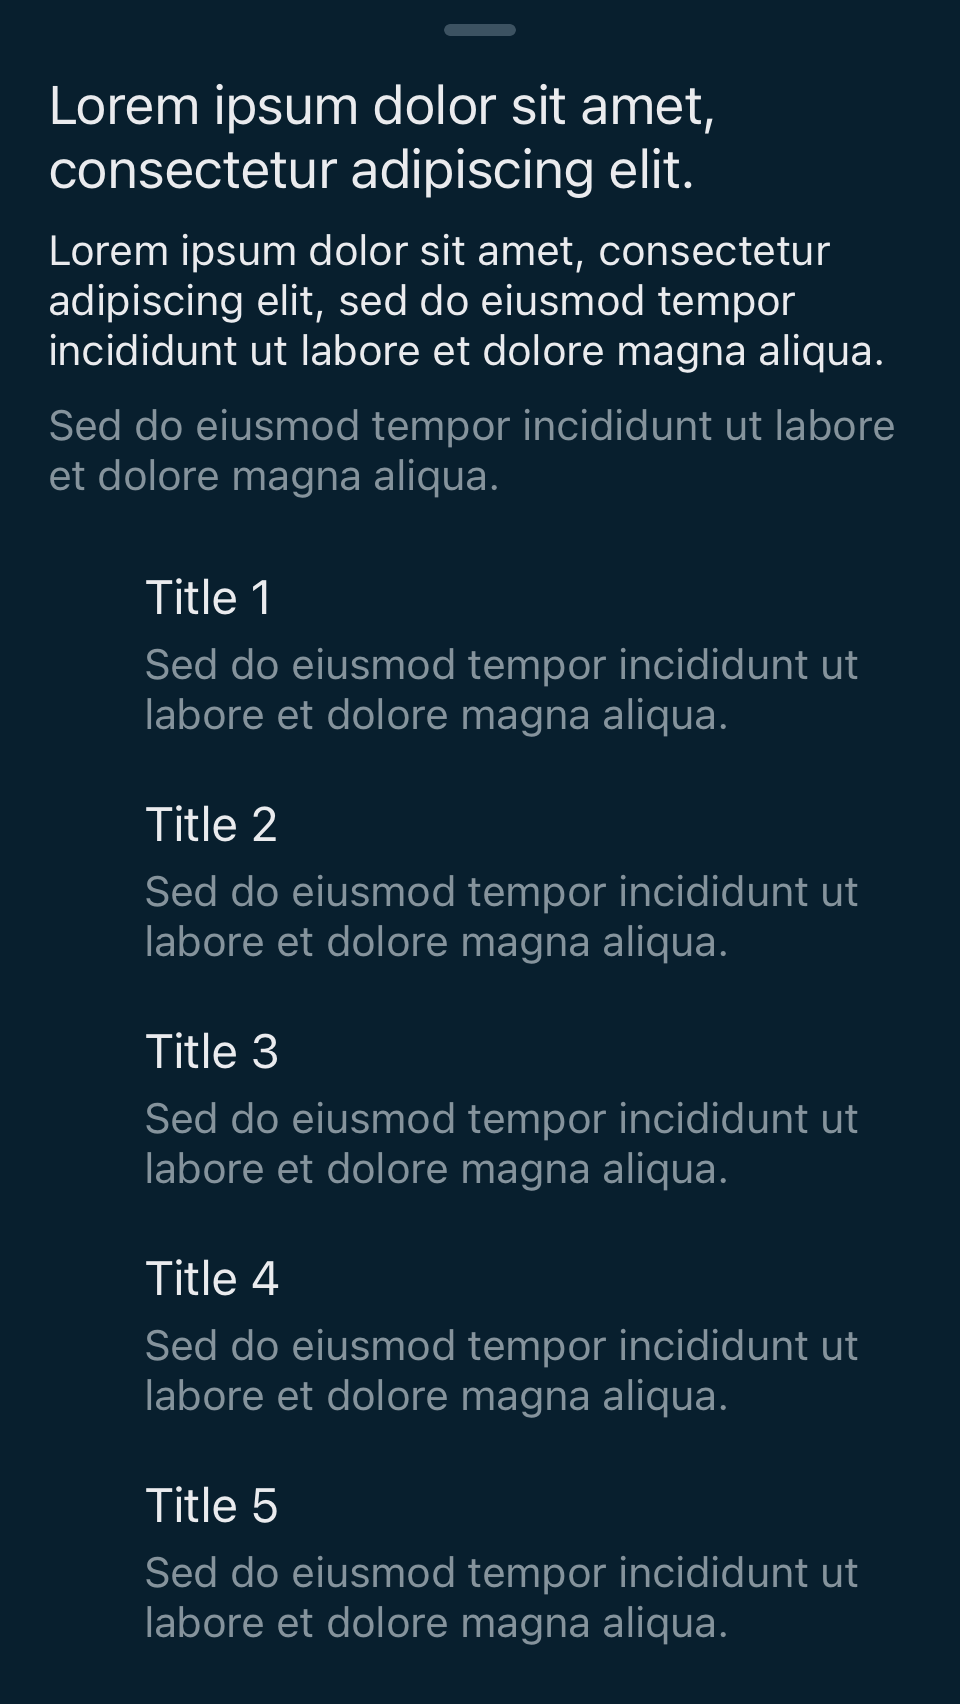 Lorem ipsum dolor sit amet,
consectetur adipiscing elit.
Lorem ipsum dolor sit amet, consectetur
adipiscing elit, sed do eiusmod tempor
incididunt ut labore et dolore magna aliqua.
Sed do eiusmod tempor incididunt ut labore
et dolore magna aliqua.
Title 1
Sed do eiusmod tempor incididunt ut
labore et dolore magna aliqua.
Title 2
Sed do eiusmod tempor incididunt ut
labore et dolore magna aliqua.
Title 3
Sed do eiusmod tempor incididunt ut
labore et dolore magna aliqua.
Title 4
Sed do eiusmod tempor incididunt ut
labore et dolore magna aliqua.
Title 5
Sed do eiusmod tempor incididunt ut
labore et dolore magna aliqua.